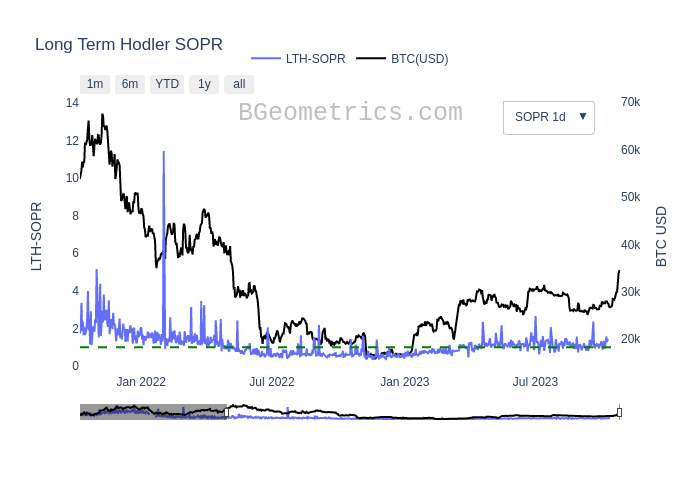 Long Term Hodler SOPR
LTH-SOPR BTC(USD)
1m 6m YTD 1y all
BGeometrics.com
SOPR 1d ▼
14
12
10
8
6
4
2
0
LTH-SOPR
70k
60k
50k
40k
30k
20k
BTC USD
Jan 2022 Jul 2022 Jan 2023 Jul 2023